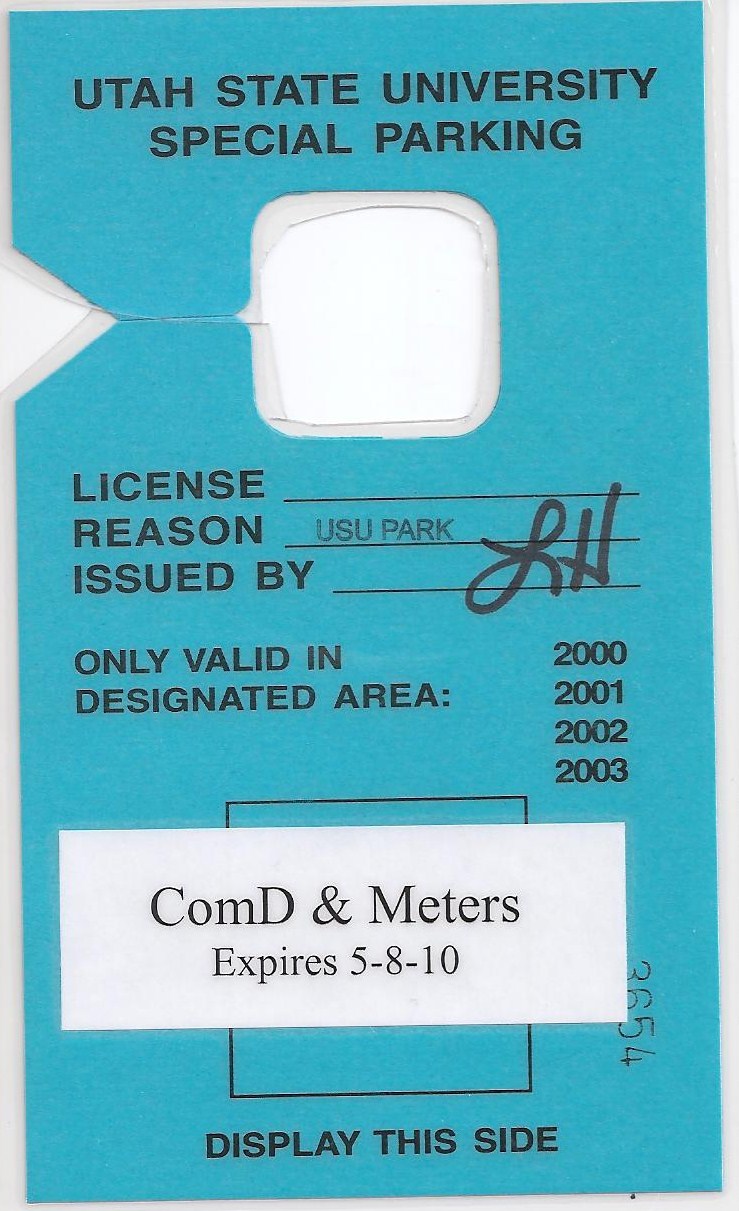 UTAH STATE UNIVERSITY
SPECIAL PARKING
LICENSE
REASON USU PARK
ISSUED BY LH
ONLY VALID IN
DESIGNATED AREA:
2000
2001
2002
2003
ComD & Meters
Expires 5-8-10
3654
DISPLAY THIS SIDE